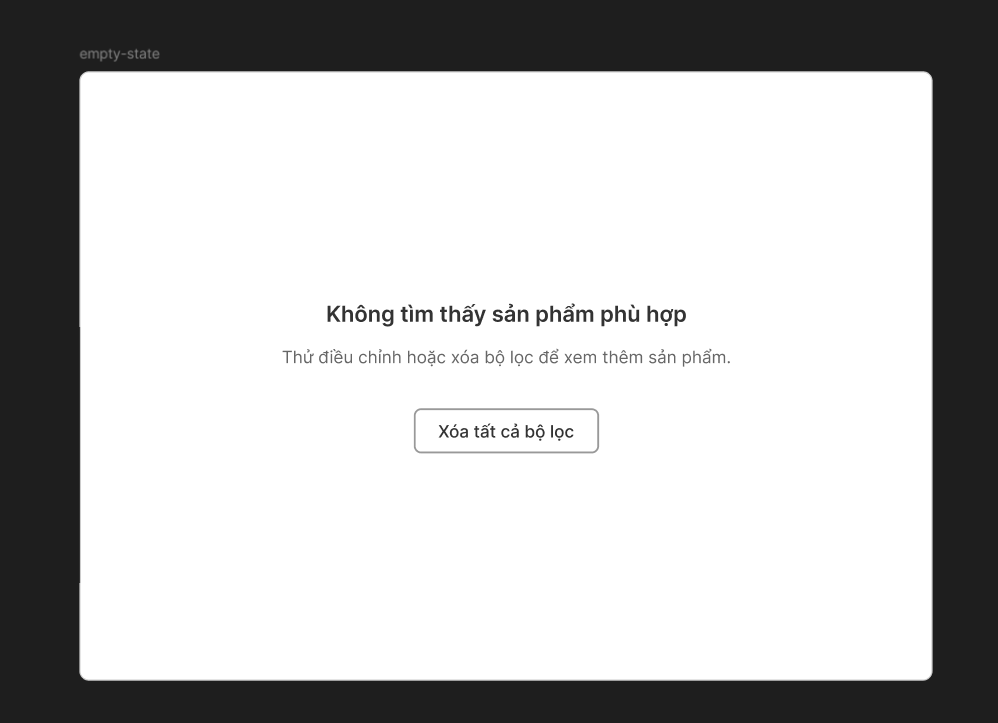 empty-state
Không tìm thấy sản phẩm phù hợp
Thử điều chỉnh hoặc xóa bộ lọc để xem thêm sản phẩm.
Xóa tất cả bộ lọc